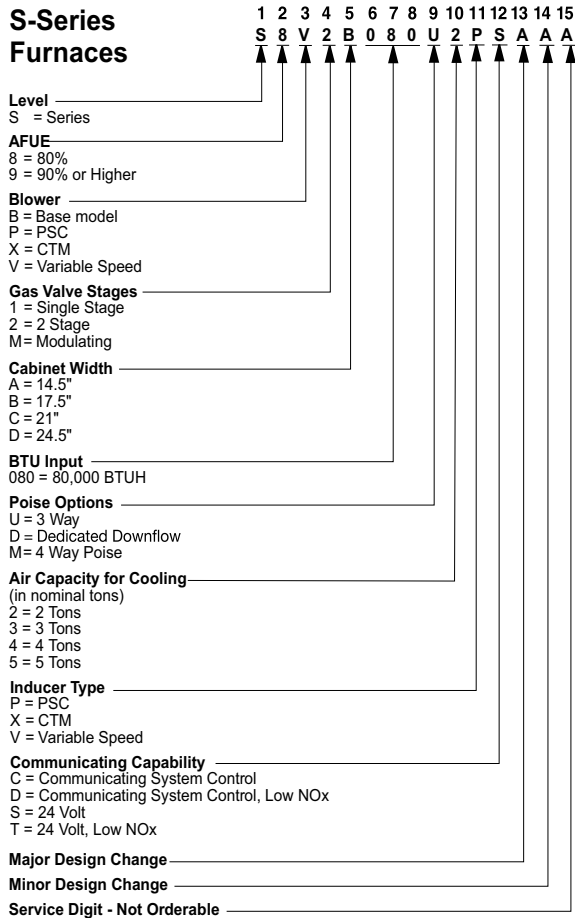 S-Series
Furnaces
1 2 3 4 5 6 7 8 9 10 11 12 13 14 15
S 8 V 2 B 0 8 0 U 2 P S A A A
Level
S = Series
AFUE
8 = 80%
9 = 90% or Higher
Blower
B = Base model
P = PSC
X = CTM
V = Variable Speed
Gas Valve Stages
1 = Single Stage
2 = 2 Stage
M= Modulating
Cabinet Width
A = 14.5"
B = 17.5"
C = 21"
D = 24.5"
BTU Input
080 = 80,000 BTUH
Poise Options
U = 3 Way
D = Dedicated Downflow
M= 4 Way Poise
Air Capacity for Cooling
(in nominal tons)
2 = 2 Tons
3 = 3 Tons
4 = 4 Tons
5 = 5 Tons
Inducer Type
P = PSC
X = CTM
V = Variable Speed
Communicating Capability
C = Communicating System Control
D = Communicating System Control, Low NOx
S = 24 Volt
T = 24 Volt, Low NOx
Major Design Change
Minor Design Change
Service Digit - Not Orderable